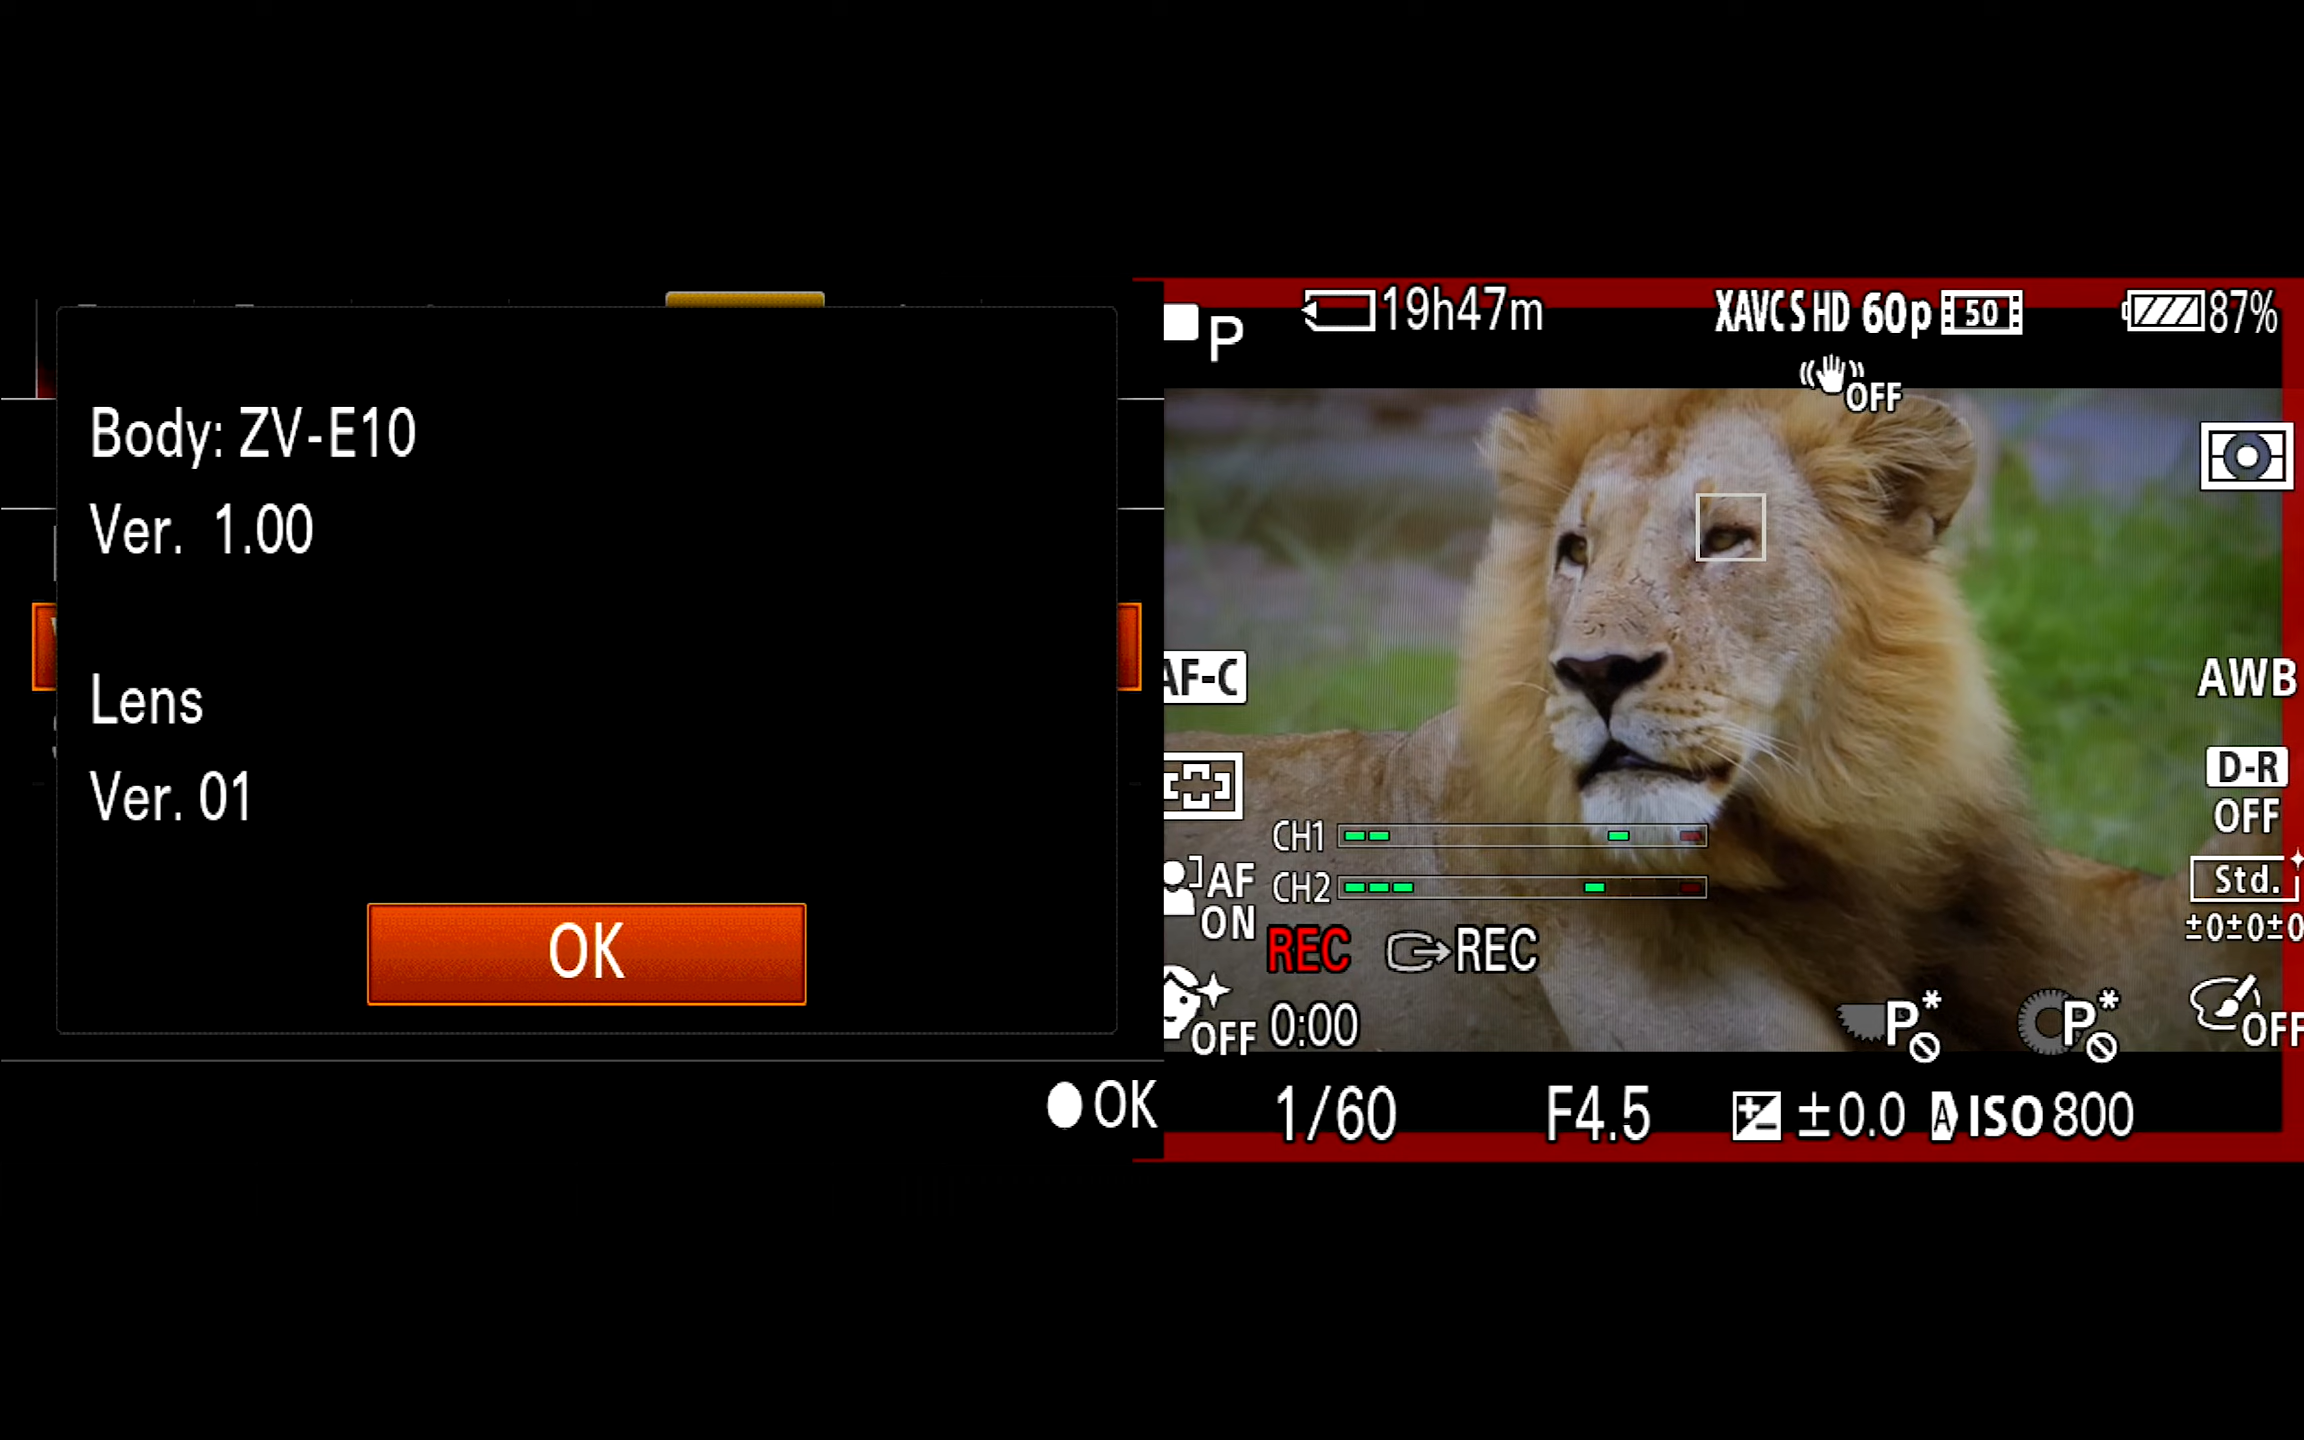 Body: ZV-E10
Ver. 1.00
Lens
Ver. 01
OK
OK
P
19h47m
XAVC S HD 60p 50
87%
OFF
AF-C
AWB
D-R
OFF
CH1
CH2
AF
ON
Std.
±0±0±0
REC
REC
OFF
0:00
P*
P*
OFF
1/60
F4.5
±0.0
A ISO 800